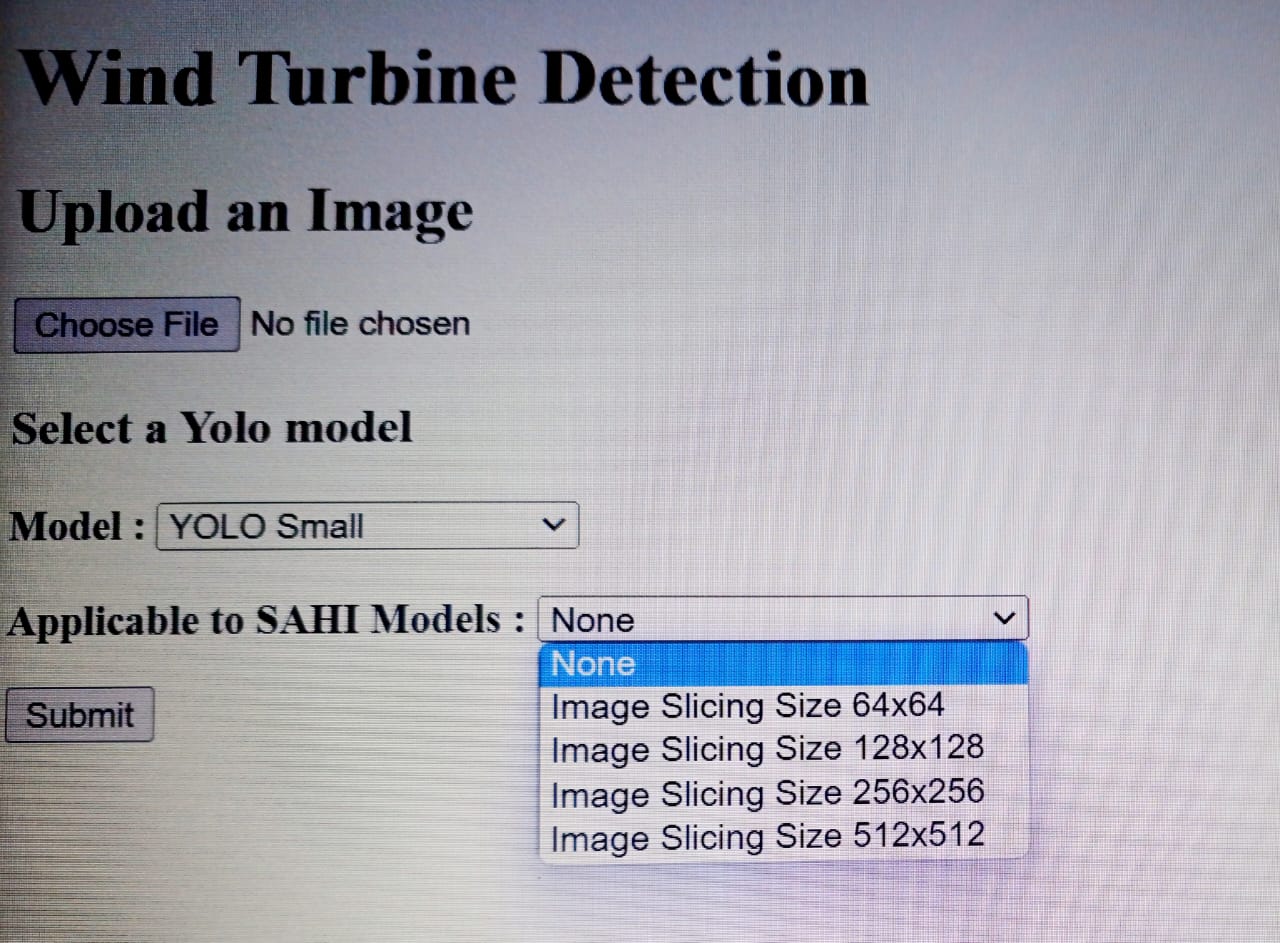 Wind Turbine Detection
Upload an Image
Choose File No file chosen
Select a Yolo model
Model : YOLO Small
Applicable to SAHI Models : None
None
Image Slicing Size 64x64
Submit
Image Slicing Size 128x128
Image Slicing Size 256x256
Image Slicing Size 512x512